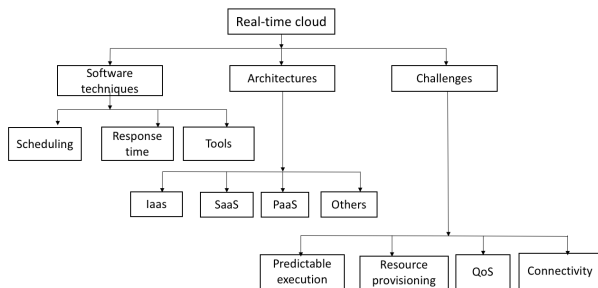 Real-time cloud
Software
techniques
Architectures
Challenges
Scheduling
Response
time
Tools
Iaas
SaaS
PaaS
Others
Predictable
execution
Resource
provisioning
QoS
Connectivity